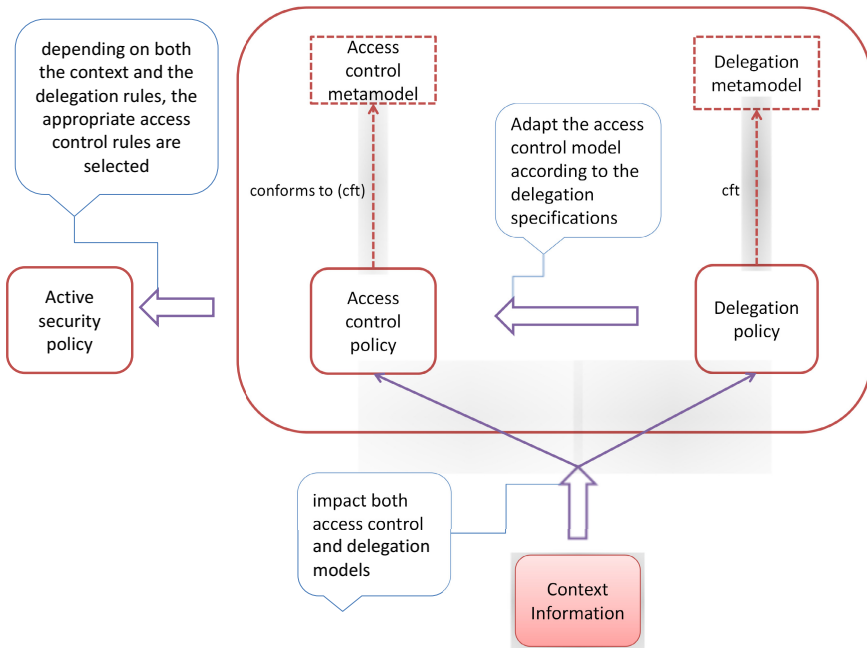 depending on both
the context and the
delegation rules, the
appropriate access
control rules are
selected
Access
control
metamodel
Delegation
metamodel
Adapt the access
control model
according to the
delegation
specifications
conforms to (cft)
cft
Active
security
policy
Access
control
policy
Delegation
policy
impact both
access control
and delegation
models
Context
Information